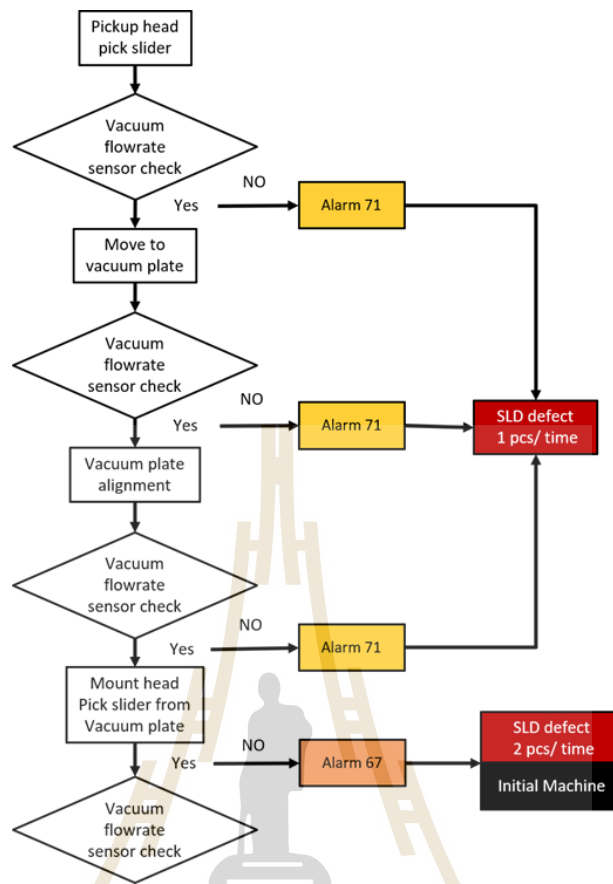 Pickup head
pick slider
Vacuum
flowrate
sensor check
NO
Yes
Alarm 71
Move to
vacuum plate
Vacuum
flowrate
sensor check
NO
Yes
Alarm 71
SLD defect
1 pcs/ time
Vacuum plate
alignment
Vacuum
flowrate
sensor check
NO
Yes
Alarm 71
Mount head
Pick slider from
Vacuum plate
NO
Yes
Alarm 67
SLD defect
2 pcs/ time
Initial Machine
Vacuum
flowrate
sensor check